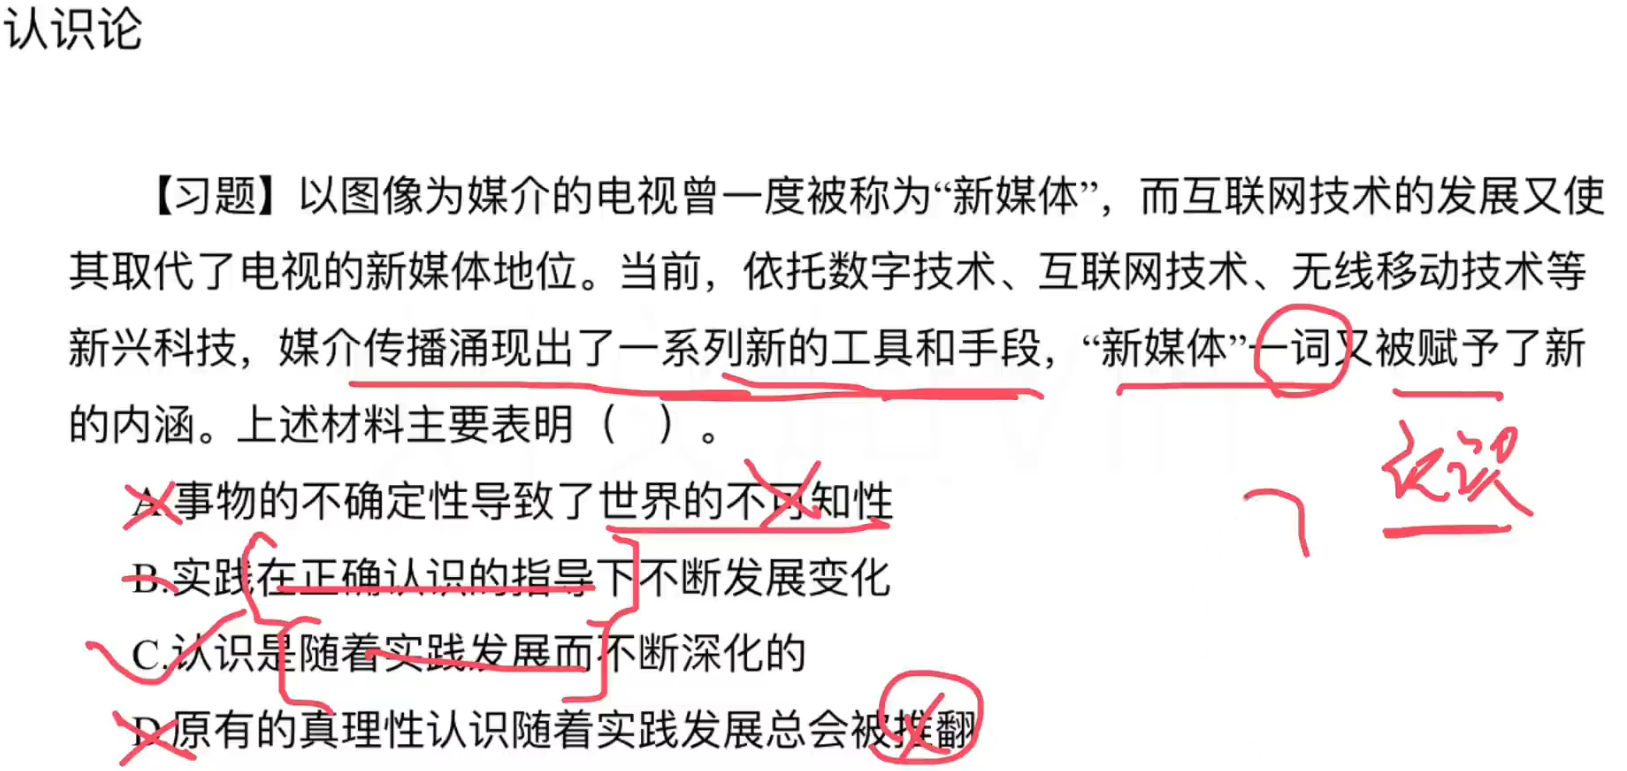 认识论
【习题】以图像为媒介的电视曾一度被称为“新媒体”，而互联网技术的发展又使
其取代了电视的新媒体地位。当前，依托数字技术、互联网技术、无线移动技术等
新兴科技，媒介传播涌现出了一系列新的工具和手段，“新媒体”一词又被赋予了新
的内涵。上述材料主要表明（　）。
认识
A.事物的不确定性导致了世界的不可知性
B.实践在正确认识的指导下不断发展变化
C.认识是随着实践发展而不断深化的
D.原有的真理性认识随着实践发展总会被推翻